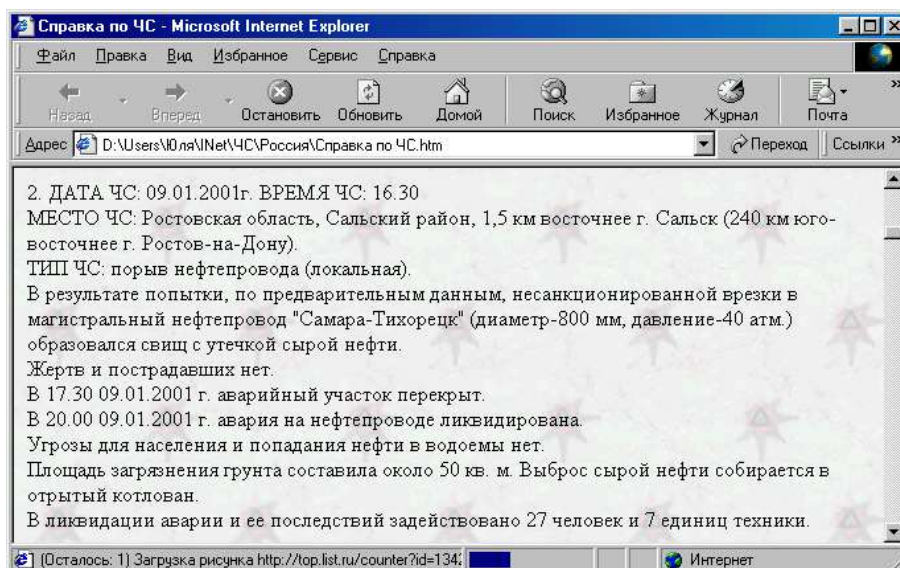 Справка по ЧС - Microsoft Internet Explorer
Файл Правка Вид Избранное Сервис Справка
Назад Вперед Остановить Обновить Домой Поиск Избранное Журнал Почта
Адрес D:\Users\Юля\INet\ЧС\Россия\Справка по ЧС.htm Переход Ссылки
2. ДАТА ЧС: 09.01.2001г. ВРЕМЯ ЧС: 16.30
МЕСТО ЧС: Ростовская область, Сальский район, 1,5 км восточнее г. Сальск (240 км юго-
восточнее г. Ростов-на-Дону).
ТИП ЧС: порыв нефтепровода (локальная).
В результате попытки, по предварительным данным, несанкционированной врезки в
магистральный нефтепровод "Самара-Тихорецк" (диаметр-800 мм, давление-40 атм.)
образовался свищ с утечкой сырой нефти.
Жертв и пострадавших нет.
В 17.30 09.01.2001 г. аварийный участок перекрыт.
В 20.00 09.01.2001 г. авария на нефтепроводе ликвидирована.
Угрозы для населения и попадания нефти в водоемы нет.
Площадь загрязнения грунта составила около 50 кв. м. Выброс сырой нефти собирается в
отрытый котлован.
В ликвидации аварии и ее последствий задействовано 27 человек и 7 единиц техники.
(Осталось: 1) Загрузка рисунка http://top.list.ru/counter?id=134 Интернет